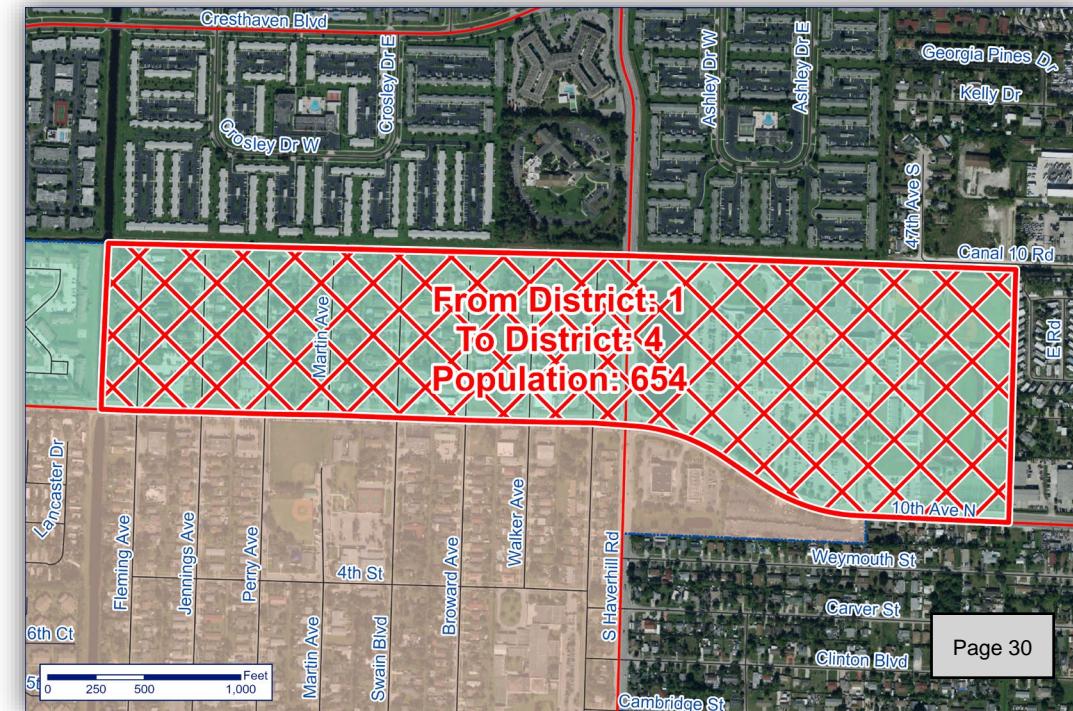 Cresthaven Blvd
Crosley Dr E
Crosley Dr W
Ashley Dr W
Ashley Dr E
Georgia Pines Dr
Kelly Dr
47th Ave S
Canal 10 Rd
From District: 1
To District: 4
Population: 654
Martin Ave
E Rd
10th Ave N
Lancaster Dr
Fleming Ave
Jennings Ave
Perry Ave
4th St
Martin Ave
Swain Blvd
Broward Ave
Walker Ave
S Haverhill Rd
Weymouth St
Carver St
Clinton Blvd
Cambridge St
6th Ct
Page 30
Feet
0 250 500 1,000